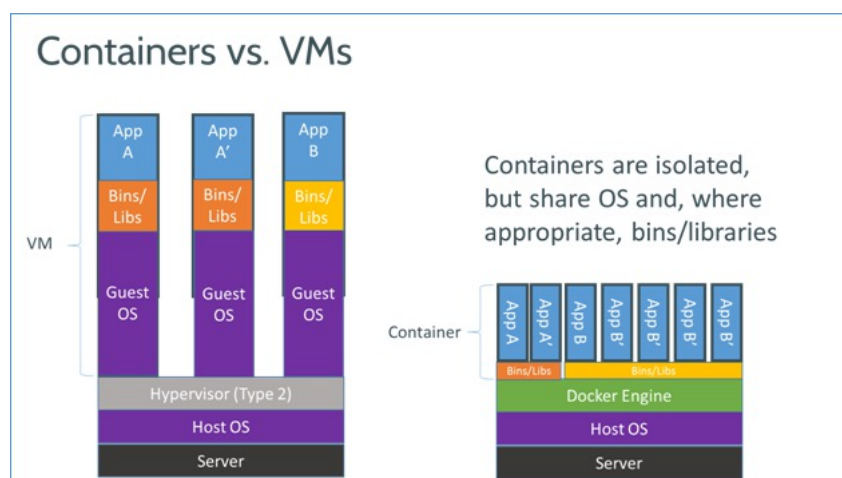 Containers vs. VMs
App
A
App
A’
App
B
Bins/
Libs
Bins/
Libs
Bins/
Libs
VM
Guest
OS
Guest
OS
Guest
OS
Hypervisor (Type 2)
Host OS
Server
Containers are isolated,
but share OS and, where
appropriate, bins/libraries
Container
App A
App A’
App B
App B’
App B’
App B’
App B’
Bins/Libs
Bins/Libs
Docker Engine
Host OS
Server